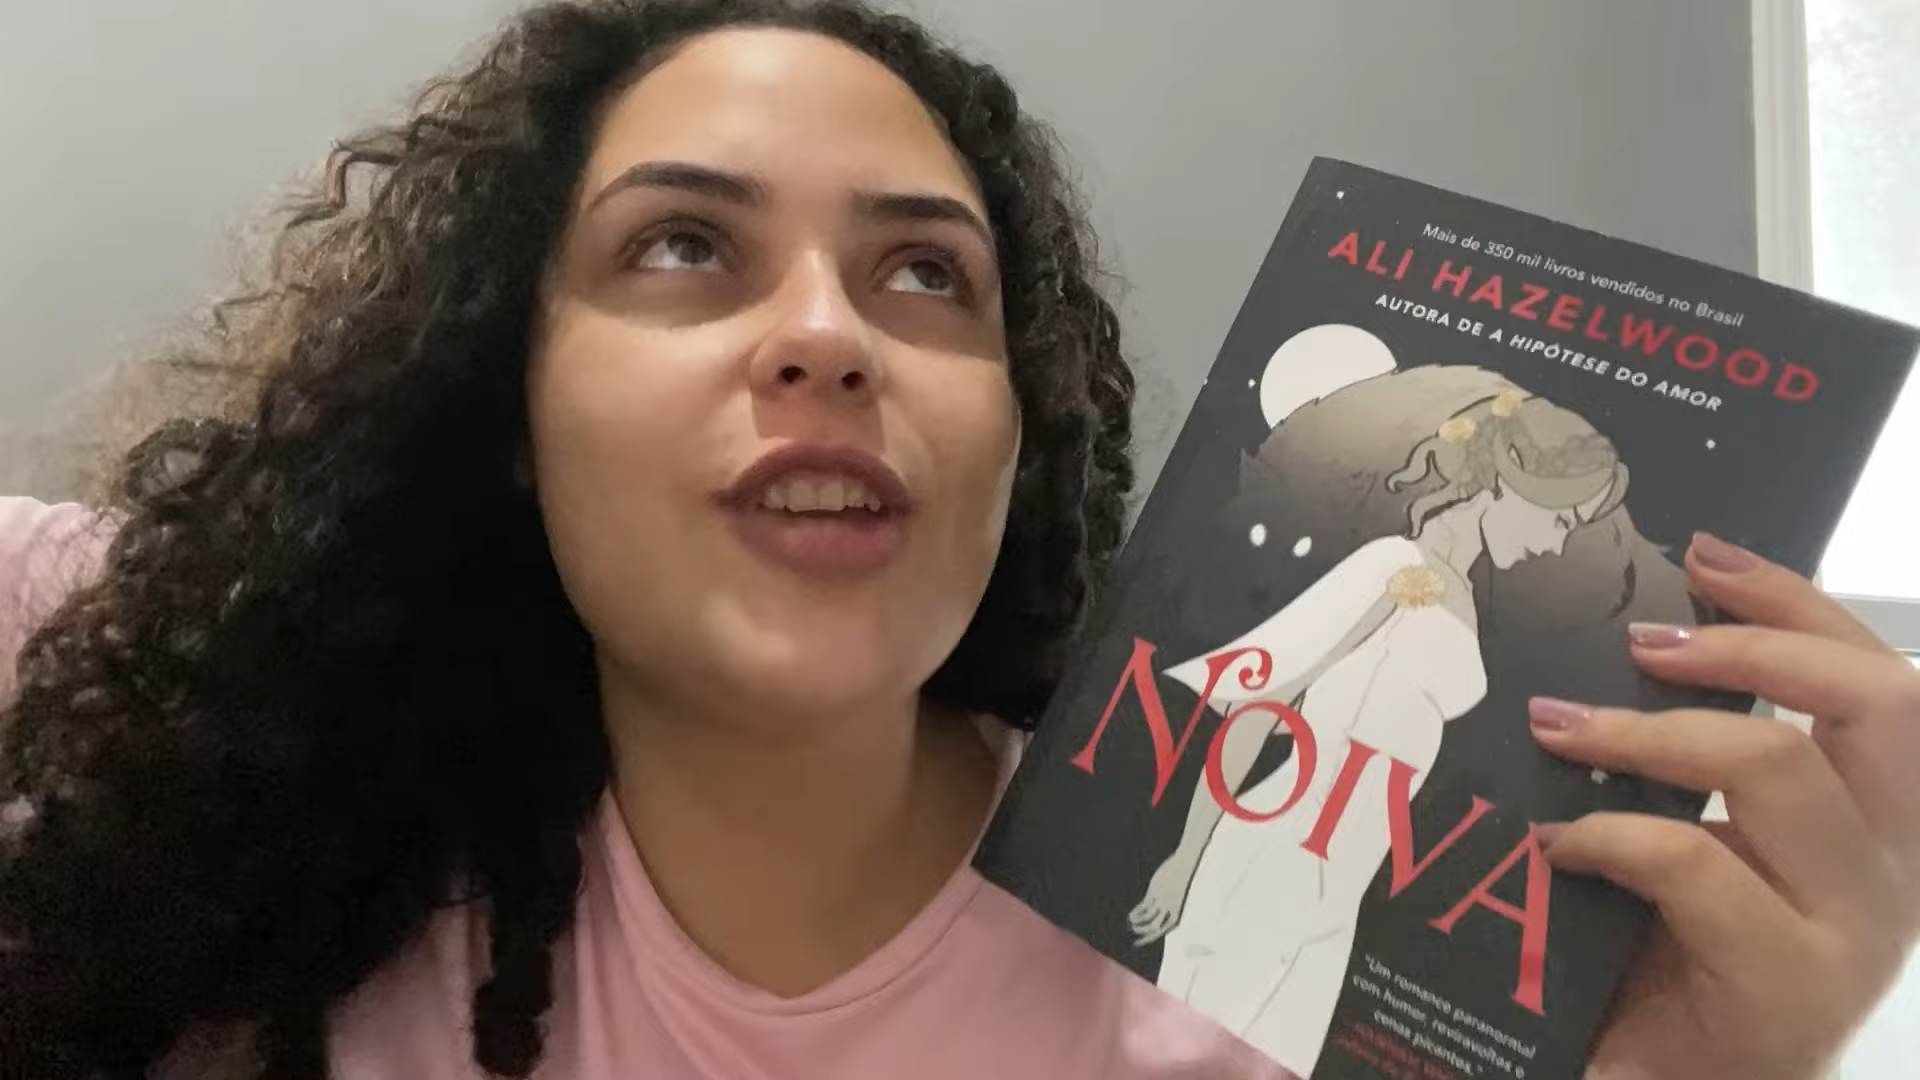 Mais de 350 mil livros vendidos no Brasil
ALI HAZELWOOD
AUTORA DE A HIPÓTESE DO AMOR
NOIVA
"Um romance paranormal
com humor, reviravoltas e
cenas picantes."